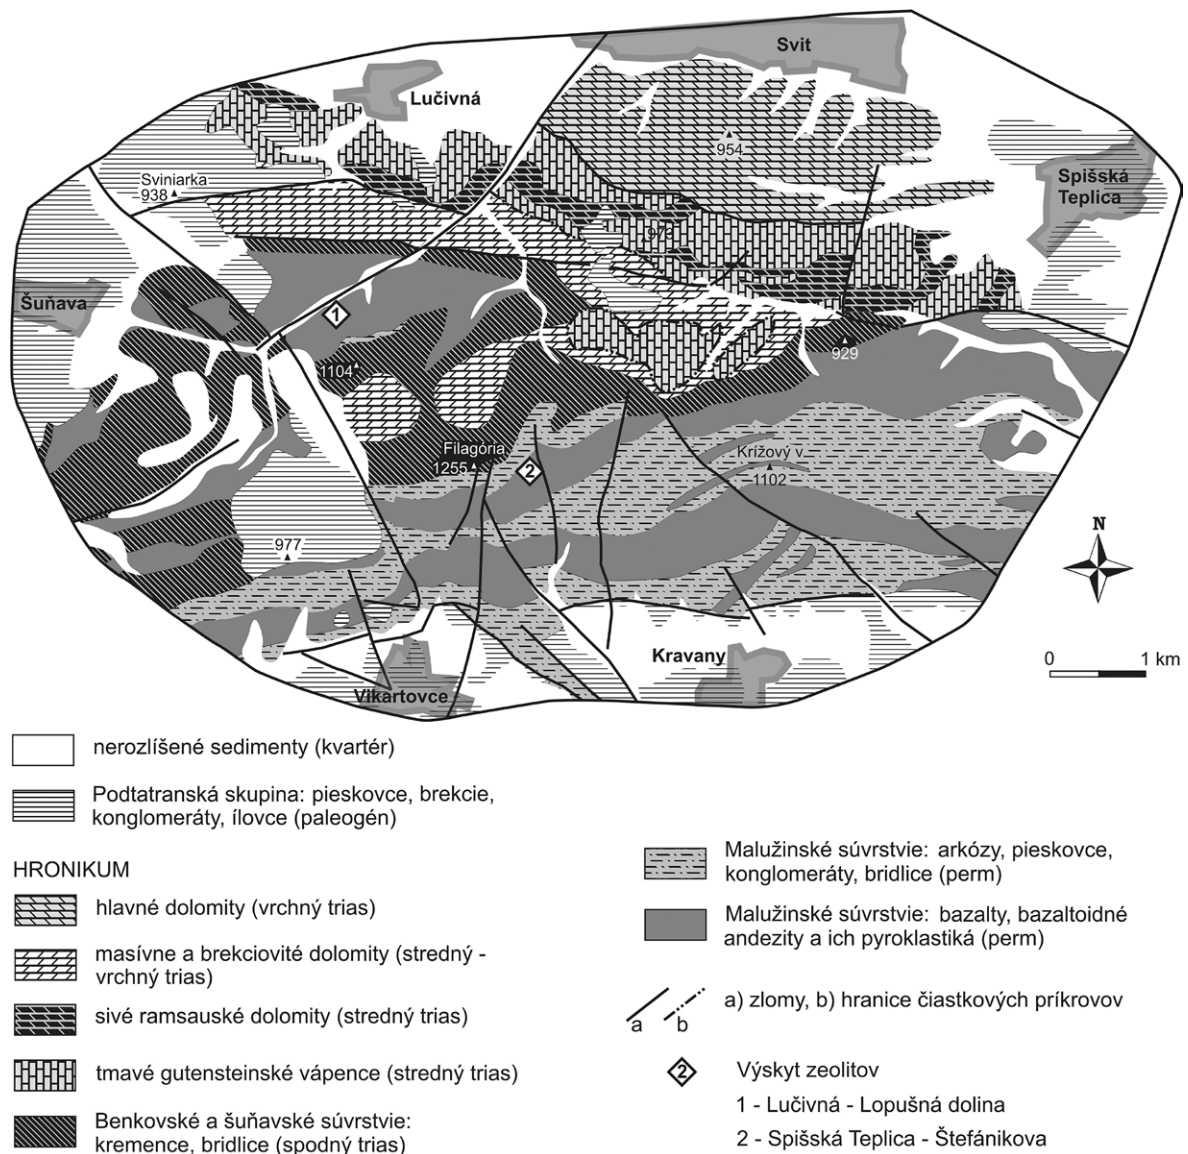 Svit
Lučivná
954
Spišská
Teplica
Sviniarka
938
973
Šuňava
1
929
1104
Filagória
1255
2
Krížový v.
1102
977
N
Kravany
0 1 km
Vikartovce
nerozlíšené sedimenty (kvartér)
Podtatranská skupina: pieskovce, brekcie,
konglomeráty, ílovce (paleogén)
HRONIKUM
hlavné dolomity (vrchný trias)
masívne a brekciovité dolomity (stredný -
vrchný trias)
sivé ramsauské dolomity (stredný trias)
tmavé gutensteinské vápence (stredný trias)
Benkovské a šuňavské súvrstvie:
kremence, bridlice (spodný trias)
Malužinské súvrstvie: arkózy, pieskovce,
konglomeráty, bridlice (perm)
Malužinské súvrstvie: bazalty, bazaltoidné
andezity a ich pyroklastiká (perm)
a b
a) zlomy, b) hranice čiastkových príkrovov
2 Výskyt zeolitov
1 - Lučivná - Lopušná dolina
2 - Spišská Teplica - Štefánikova